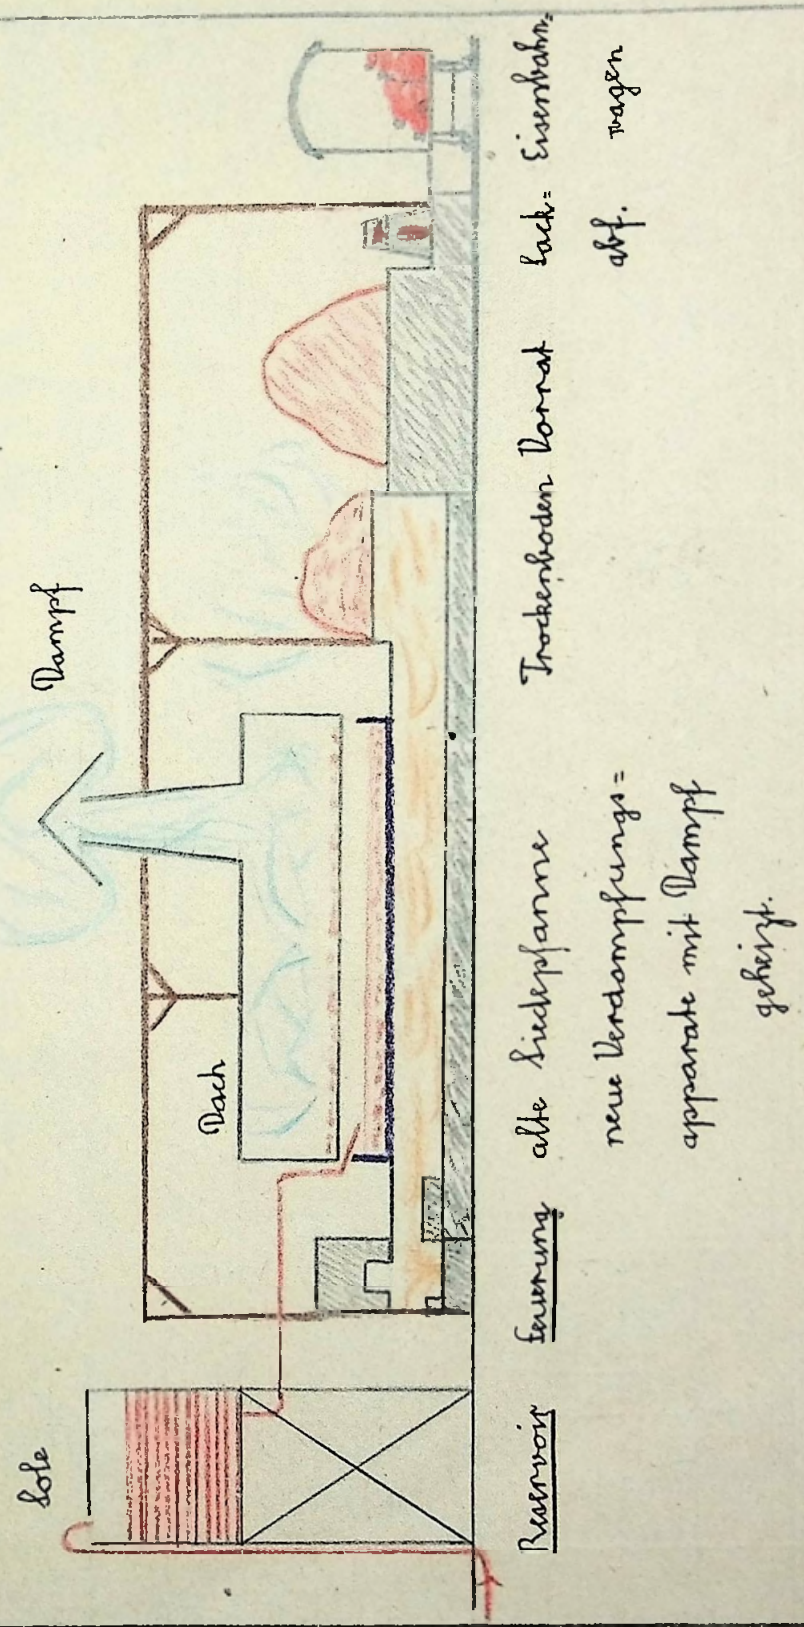 Sole
Dampf
Dach
Reservoir Feuerung alte Siedepfanne Trockenboden Vorrat Sack= Eisenbahn=
neue Verdampfungs= abf. wagen
apparate mit Dampf
geheizt.